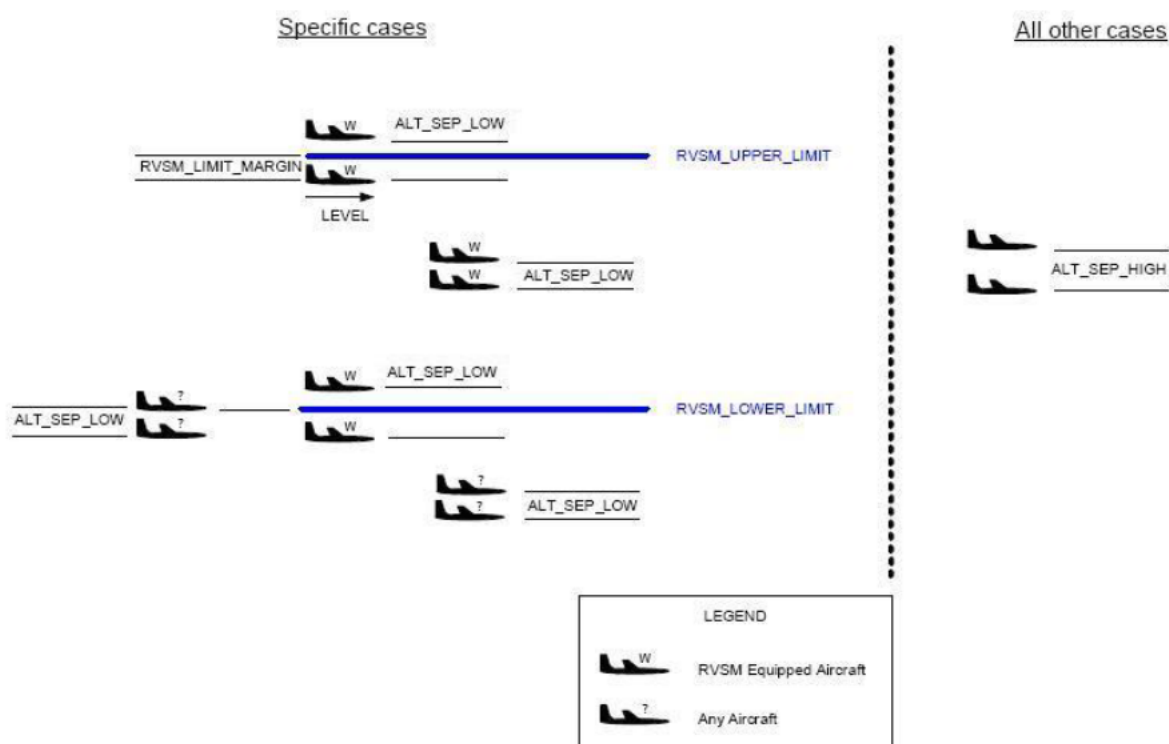 Specific cases
All other cases
W
ALT_SEP_LOW
RVSM_LIMIT_MARGIN
RVSM_UPPER_LIMIT
W
LEVEL
W
W
ALT_SEP_LOW
ALT_SEP_HIGH
W
ALT_SEP_LOW
?
ALT_SEP_LOW
?
RVSM_LOWER_LIMIT
W
?
?
ALT_SEP_LOW
LEGEND
W
RVSM Equipped Aircraft
?
Any Aircraft